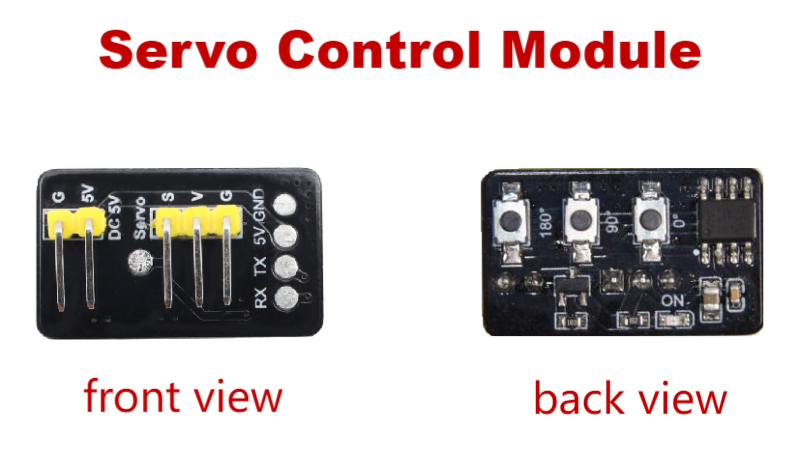 Servo Control Module
G
5V
DC 5V
Servo
S
V
G
5V/GND
TX
RX
180°
90°
0°
ON
front view
back view